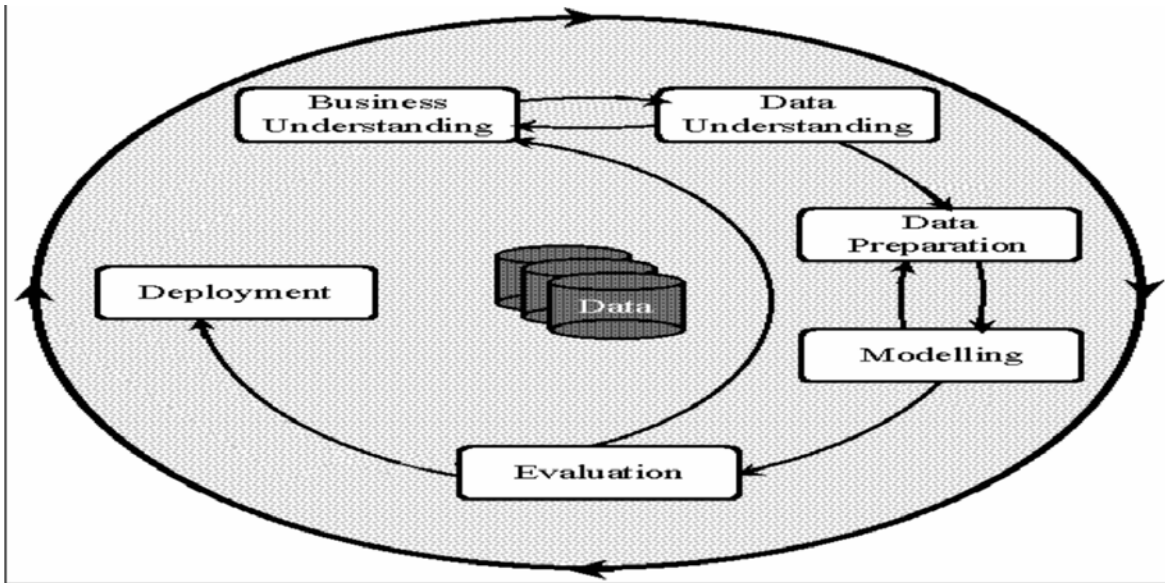 Business
Understanding
Data
Understanding
Data
Preparation
Deployment
Data
Modelling
Evaluation